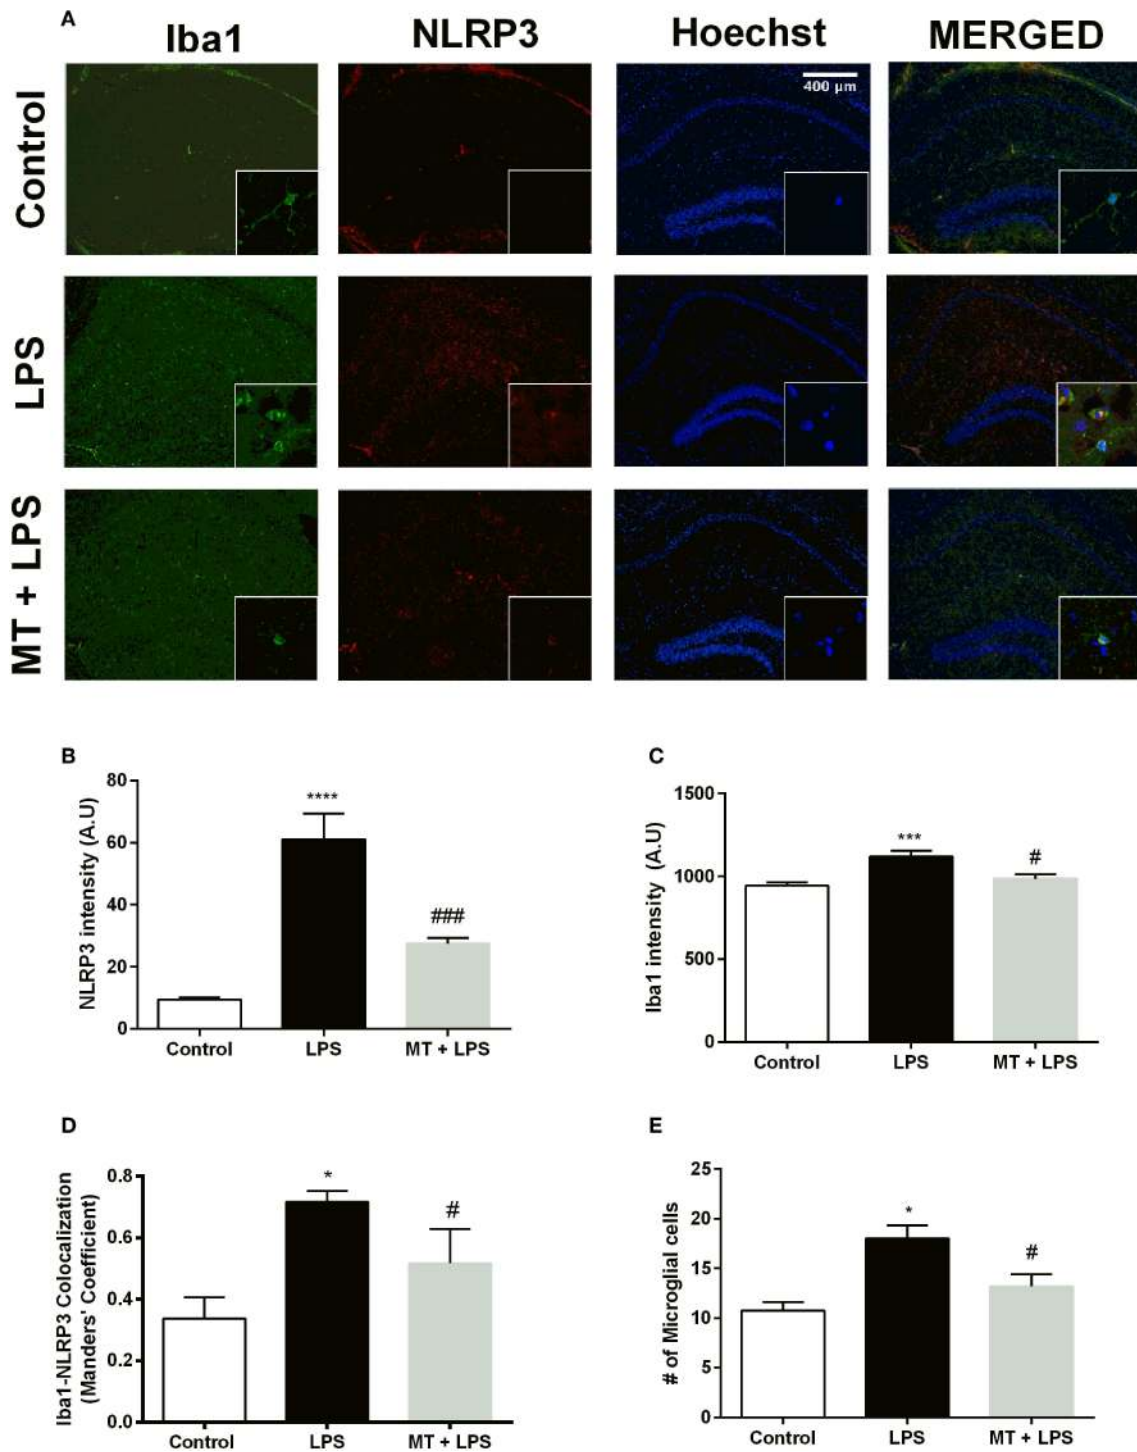 A
Iba1 NLRP3 Hoechst MERGED
Control
400 µm
LPS
MT + LPS
B
NLRP3 intensity (A.U)
80
60
40
20
0
****
###
Control LPS MT + LPS
C
Iba1 intensity (A.U)
1500
1000
500
0
***
#
Control LPS MT + LPS
D
Iba1-NLRP3 Colocalization
(Manders' Coefficient)
0.8
0.6
0.4
0.2
0.0
*
#
Control LPS MT + LPS
E
# of Microglial cells
25
20
15
10
5
0
*
#
Control LPS MT + LPS